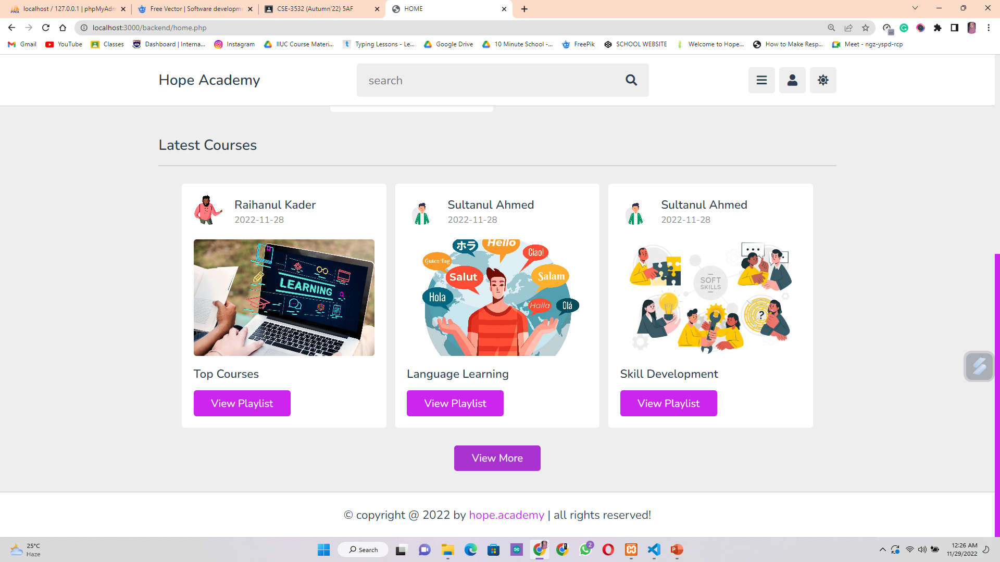 localhost / 127.0.0.1 | phpMyAdm
Free Vector | Software developme
CSE-3532 (Autumn'22) 5AF
HOME
localhost:3000/backend/home.php
Gmail
YouTube
Classes
Dashboard | Interna...
Instagram
IIUC Course Materi...
Typing Lessons - Le...
Google Drive
10 Minute School -...
FreePik
SCHOOL WEBSITE
Welcome to Hope...
How to Make Resp...
Meet - ngz-yspd-rcp
Hope Academy
search
Latest Courses
Raihanul Kader
2022-11-28
Sultanul Ahmed
2022-11-28
Sultanul Ahmed
2022-11-28
LEARNING
ホラ
Hello
Ciao!
Guten Tag
Salut
Salam
Hola
Halla
Olá
SOFT
SKILLS
?
Top Courses
Language Learning
Skill Development
View Playlist
View Playlist
View Playlist
View More
© copyright @ 2022 by hope.academy | all rights reserved!
25°C
Haze
Search
2
12:26 AM
11/29/2022